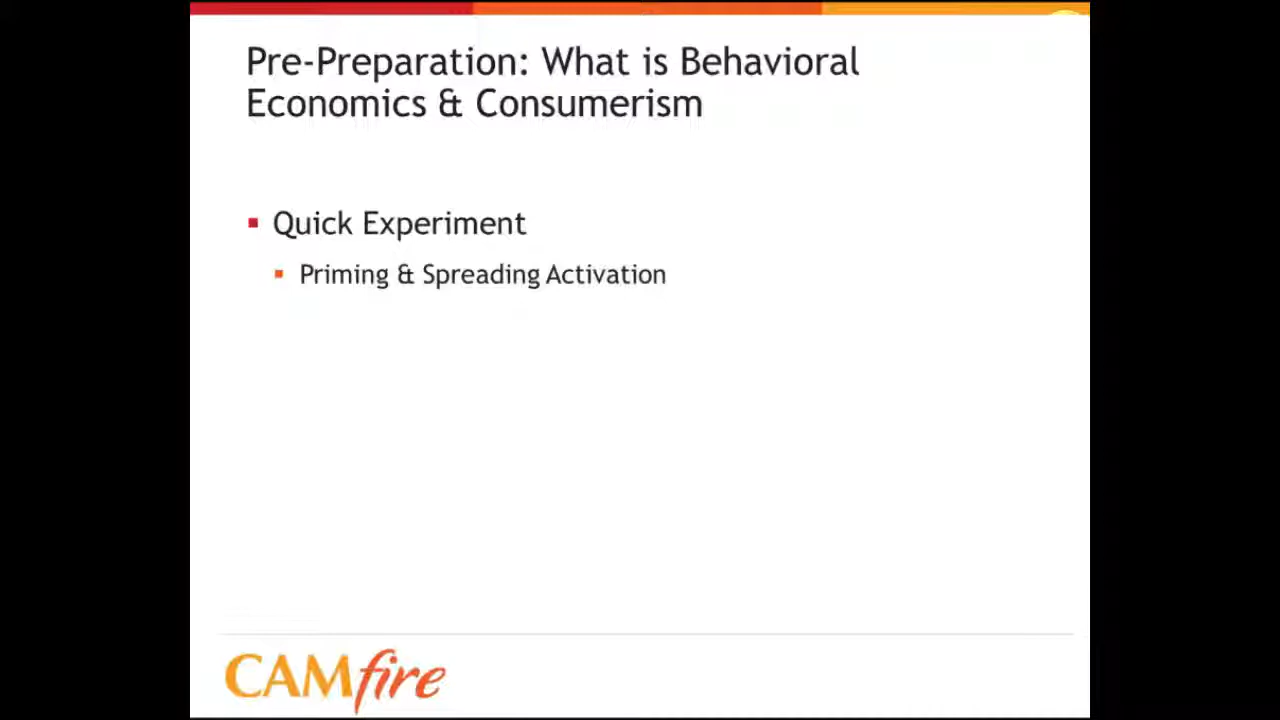 Pre-Preparation: What is Behavioral
Economics & Consumerism
Quick Experiment
Priming & Spreading Activation
CAMfire